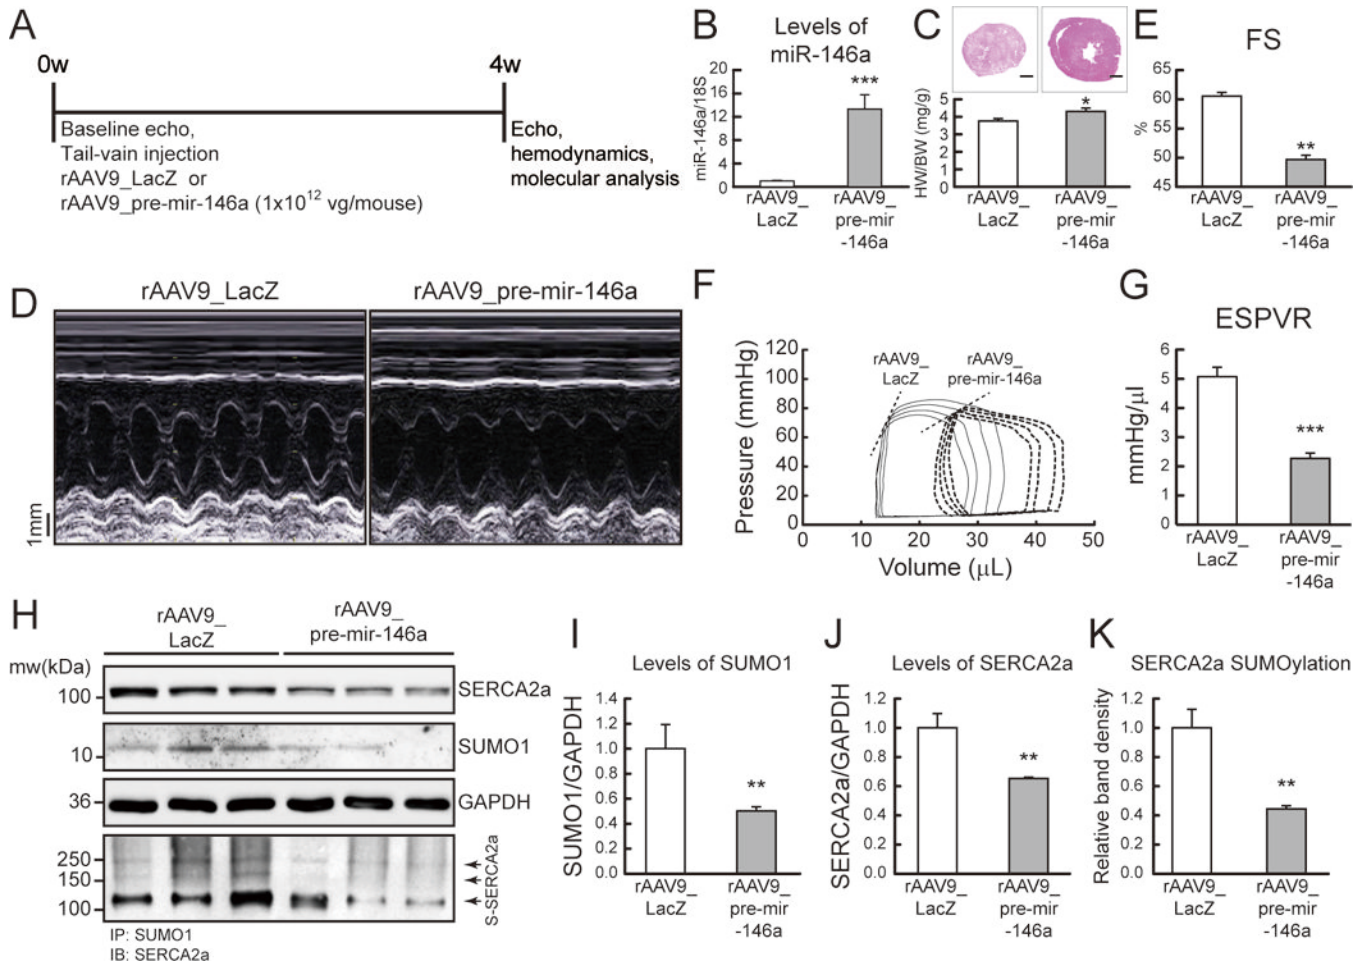 A
0w
4w
Baseline echo,
Tail-vain injection
rAAV9_LacZ or
rAAV9_pre-mir-146a (1x10¹² vg/mouse)
Echo,
hemodynamics,
molecular analysis
B
Levels of
miR-146a
miR-146a/18S
20
16
12
8
4
0
***
rAAV9_
LacZ
rAAV9_
pre-mir
-146a
C
HW/BW (mg/g)
5
4
3
2
1
0
*
rAAV9_
LacZ
rAAV9_
pre-mir
-146a
E
FS
%
65
60
55
50
45
**
rAAV9_
LacZ
rAAV9_
pre-mir
-146a
D
rAAV9_LacZ
rAAV9_pre-mir-146a
1mm
F
Pressure (mmHg)
120
100
80
60
40
20
0
rAAV9_
LacZ
rAAV9_
pre-mir-146a
0
10
20
30
40
50
Volume (μL)
G
ESPVR
mmHg/μl
6
5
4
3
2
1
0
***
rAAV9_
LacZ
rAAV9_
pre-mir
-146a
H
rAAV9_
LacZ
rAAV9_
pre-mir-146a
mw(kDa)
100
SERCA2a
10
SUMO1
36
GAPDH
250
150
100
S-SERCA2a
IP: SUMO1
IB: SERCA2a
I
Levels of SUMO1
SUMO1/GAPDH
1.4
1.2
1.0
0.8
0.6
0.4
0.2
0.0
**
rAAV9_
LacZ
rAAV9_
pre-mir
-146a
J
Levels of SERCA2a
SERCA2a/GAPDH
1.2
1.0
0.8
0.6
0.4
0.2
0.0
**
rAAV9_
LacZ
rAAV9_
pre-mir
-146a
K
SERCA2a SUMOylation
Relative band density
1.2
1.0
0.8
0.6
0.4
0.2
0.0
**
rAAV9_
LacZ
rAAV9_
pre-mir
-146a